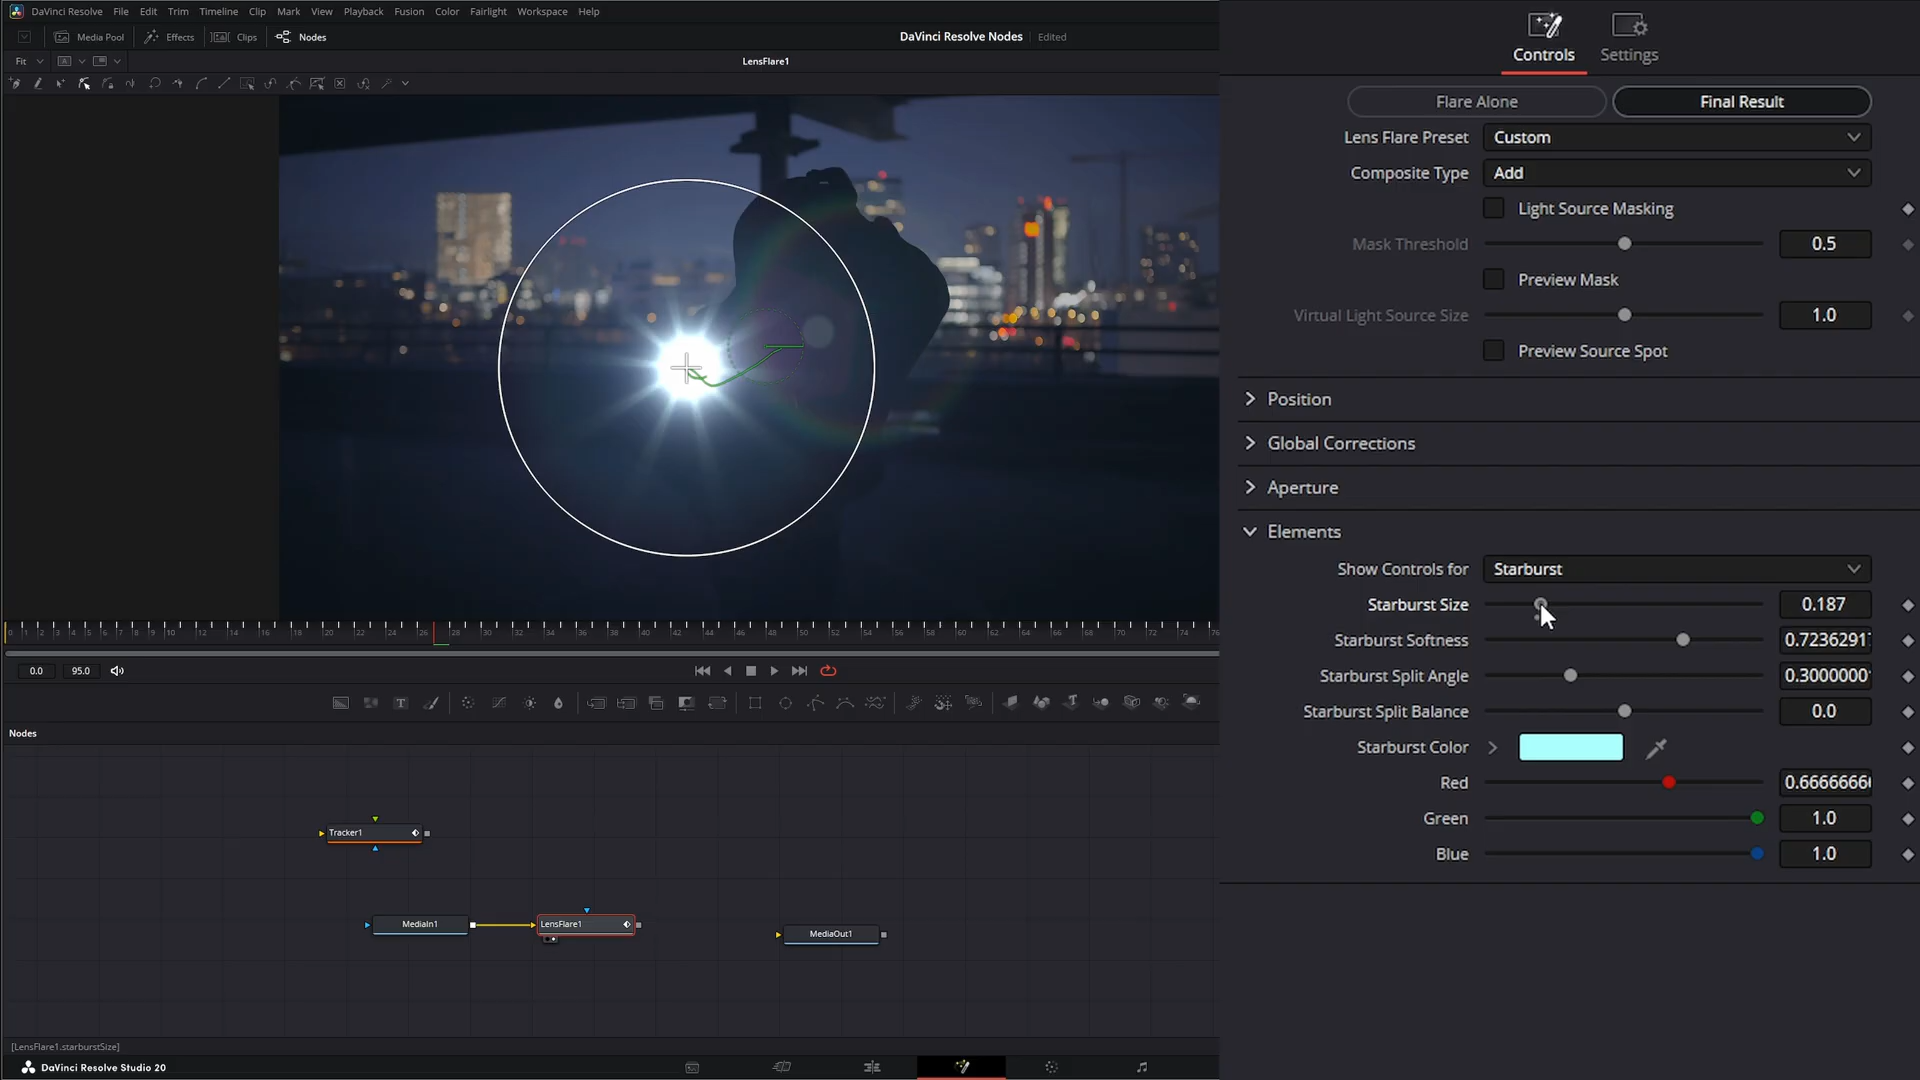 DaVinci Resolve File Edit Trim Timeline Clip Mark View Playback Fusion Color Fairlight Workspace Help
Media Pool Effects Clips Nodes
DaVinci Resolve Nodes Edited
Fit
LensFlare1
0.0 95.0
Nodes
Tracker1
MediaIn1
LensFlare1
MediaOut1
[LensFlare1.starburstSize]
DaVinci Resolve Studio 20
Controls Settings
Flare Alone Final Result
Lens Flare Preset Custom
Composite Type Add
Light Source Masking
Mask Threshold 0.5
Preview Mask
Virtual Light Source Size 1.0
Preview Source Spot
Position
Global Corrections
Aperture
Elements
Show Controls for Starburst
Starburst Size 0.187
Starburst Softness 0.7236291
Starburst Split Angle 0.3000000
Starburst Split Balance 0.0
Starburst Color
Red 0.6666666
Green 1.0
Blue 1.0